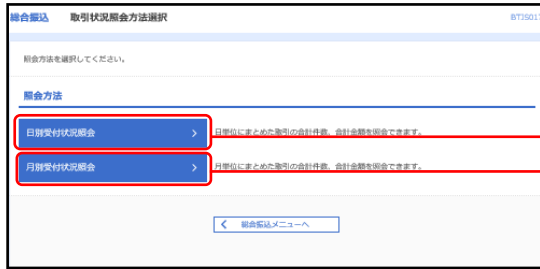 総合振込 取引状況照会方法選択 BTIS017
照会方法を選択してください。
照会方法
日別受付状況照会 日単位にまとめた取引の合計件数、合計金額を照会できます。
月別受付状況照会 月単位にまとめた取引の合計件数、合計金額を照会できます。
総合振込メニューへ